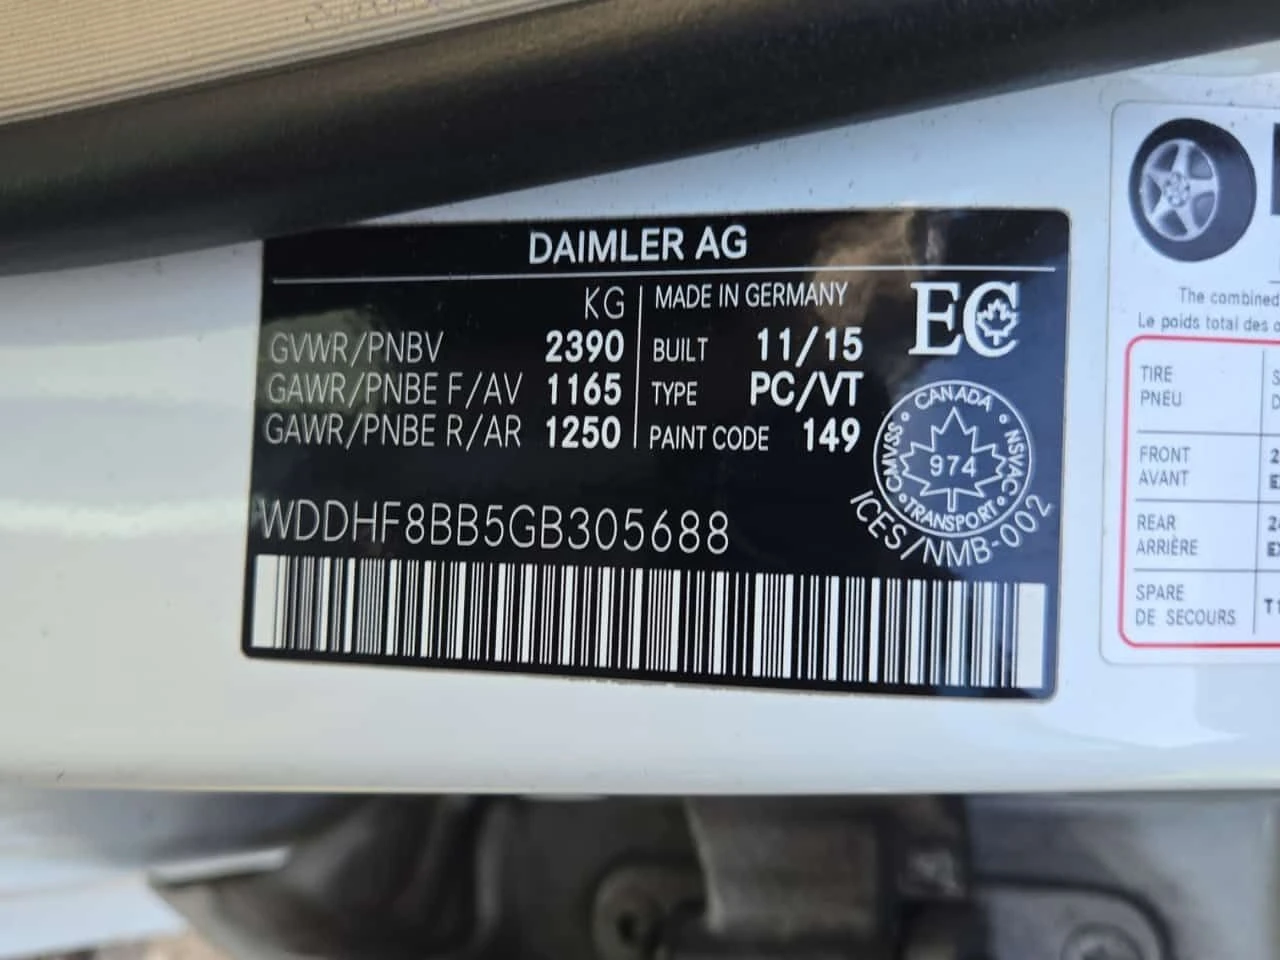 DAIMLER AG
KG
GVWR/PNBV 2390
GAWR/PNBE F/AV 1165
GAWR/PNBE R/AR 1250
MADE IN GERMANY
BUILT 11/15
TYPE PC/VT
PAINT CODE 149
EC
CANADA
CMVSS
NSVAC
974
TRANSPORT
ICES/NMB-002
WDDHF8BB5GB305688
The combined
Le poids total des
TIRE
PNEU
FRONT
AVANT
REAR
ARRIÈRE
SPARE
DE SECOURS